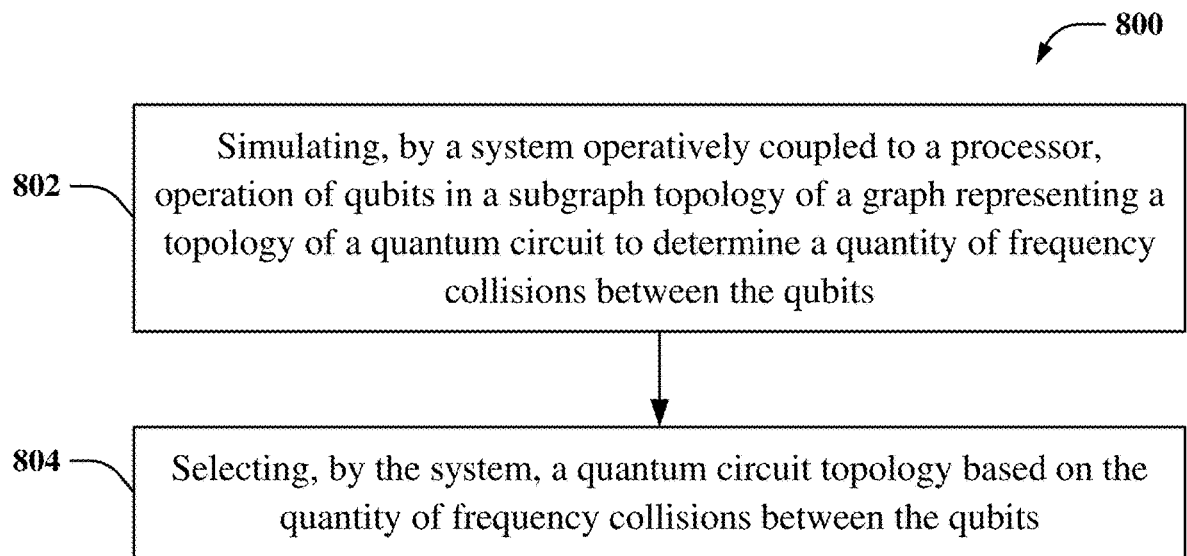 800
802
Simulating, by a system operatively coupled to a processor,
operation of qubits in a subgraph topology of a graph representing a
topology of a quantum circuit to determine a quantity of frequency
collisions between the qubits
804
Selecting, by the system, a quantum circuit topology based on the
quantity of frequency collisions between the qubits